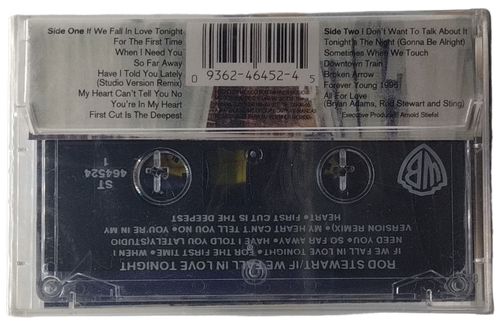 Side One If We Fall In Love Tonight
For The First Time
When I Need You
So Far Away
Have I Told You Lately
(Studio Version Remix)
My Heart Can't Tell You No
You're In My Heart
First Cut Is The Deepest
0 9362-46452-4 5
Side Two I Don't Want To Talk About It
Tonight's The Night (Gonna Be Alright)
Sometimes When We Touch
Downtown Train
Broken Arrow
Forever Young 1996
All For Love
(Bryan Adams, Rod Stewart and Sting)
Executive Producer: Arnold Stiefel
ROD STEWART/IF WE FALL IN LOVE TONIGHT
IF WE FALL IN LOVE TONIGHT • FOR THE FIRST TIME • WHEN I
NEED YOU • SO FAR AWAY • HAVE I TOLD YOU LATELY (STUDIO
VERSION REMIX) • MY HEART CAN'T TELL YOU NO • YOU'RE IN MY
HEART • FIRST CUT IS THE DEEPEST
WB
ST
464524
1